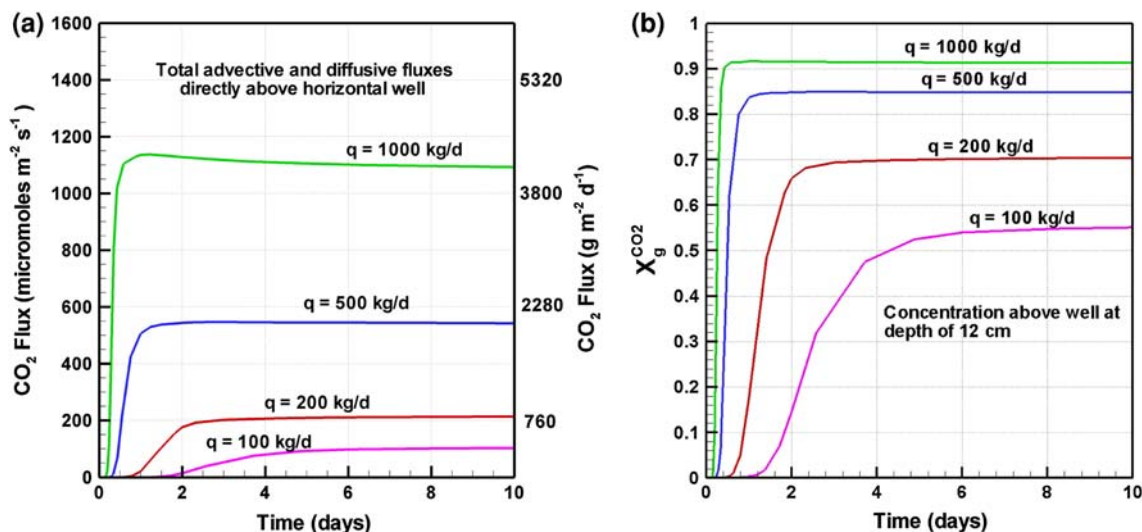 (a)
1600
1400
1200
1000
800
600
400
200
0
CO2 Flux (micromoles m-2 s-1)
Total advective and diffusive fluxes
directly above horizontal well
q = 1000 kg/d
q = 500 kg/d
q = 200 kg/d
q = 100 kg/d
5320
3800
2280
760
CO2 Flux (g m-2 d-1)
0 2 4 6 8 10
Time (days)
(b)
1
0.9
0.8
0.7
0.6
0.5
0.4
0.3
0.2
0.1
0
XgCO2
q = 1000 kg/d
q = 500 kg/d
q = 200 kg/d
q = 100 kg/d
Concentration above well at
depth of 12 cm
0 2 4 6 8 10
Time (days)